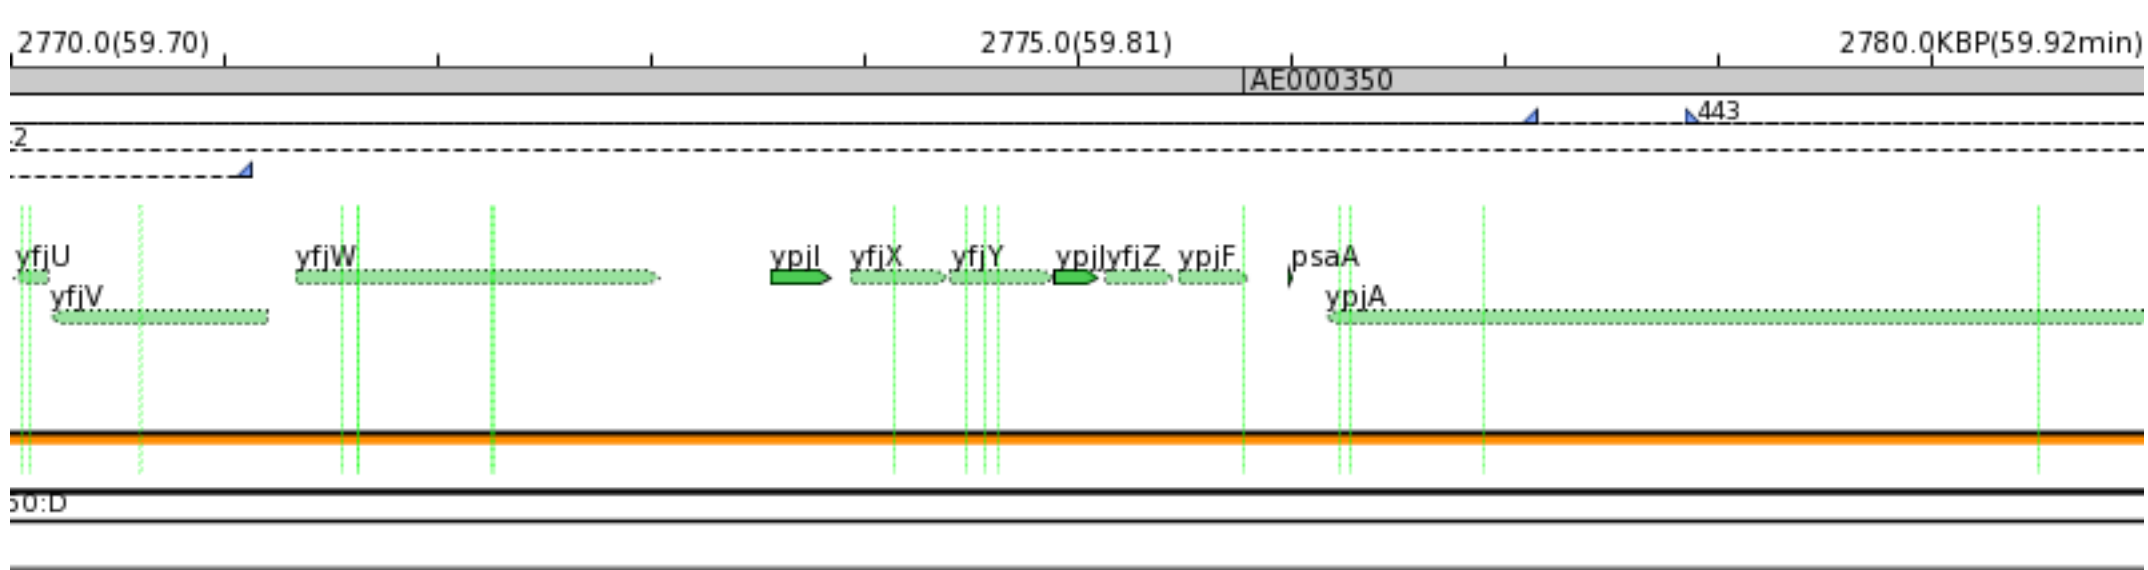 2770.0(59.70) 2775.0(59.81) 2780.0KBP(59.92min)
AE000350
443
2
yfjU yfjW ypjI yfjX yfjY ypjJ yfjZ ypjF psaA
yfjV ypjA
50:D